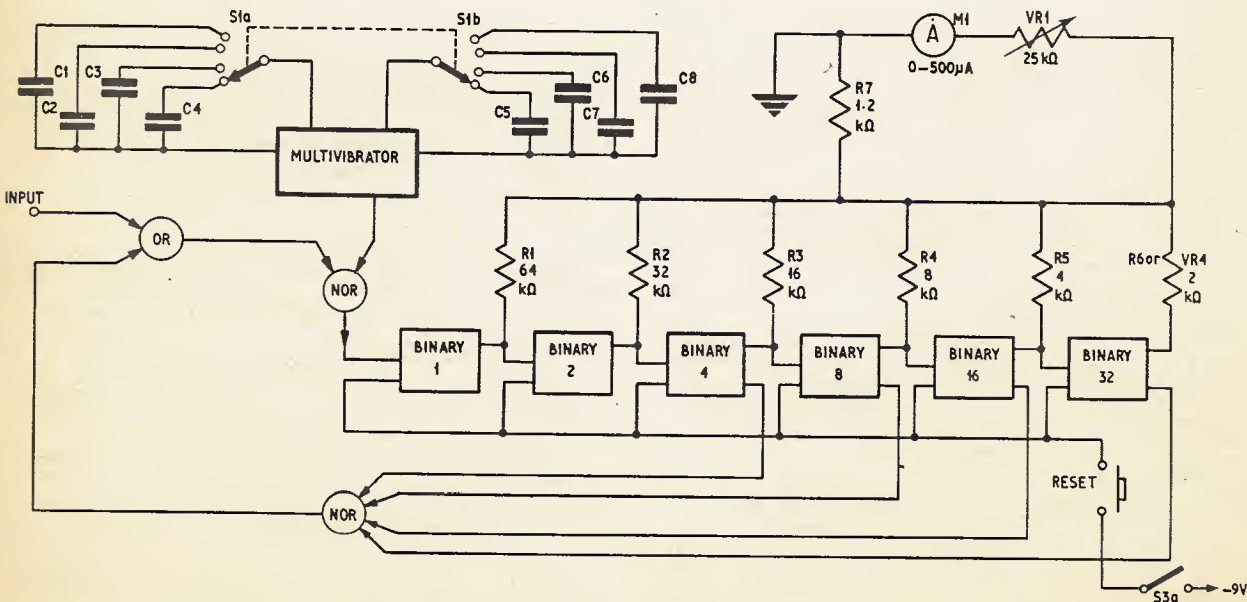 S1a
S1b
C1
C2
C3
C4
C5
C6
C7
C8
MULTIVIBRATOR
M1
A
0-500µA
VR1
25kΩ
R7
1·2
kΩ
INPUT
OR
NOR
R1
64
kΩ
R2
32
kΩ
R3
16
kΩ
R4
8
kΩ
R5
4
kΩ
R6or VR4
2
kΩ
BINARY
1
BINARY
2
BINARY
4
BINARY
8
BINARY
16
BINARY
32
NOR
RESET
S3a
-9V